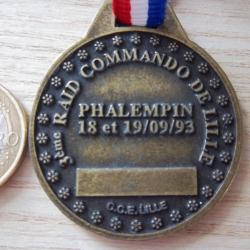 3ème RAID COMMANDO DE LILLE
PHALEMPIN
18 et 19/09/93
C.G.E. LILLE